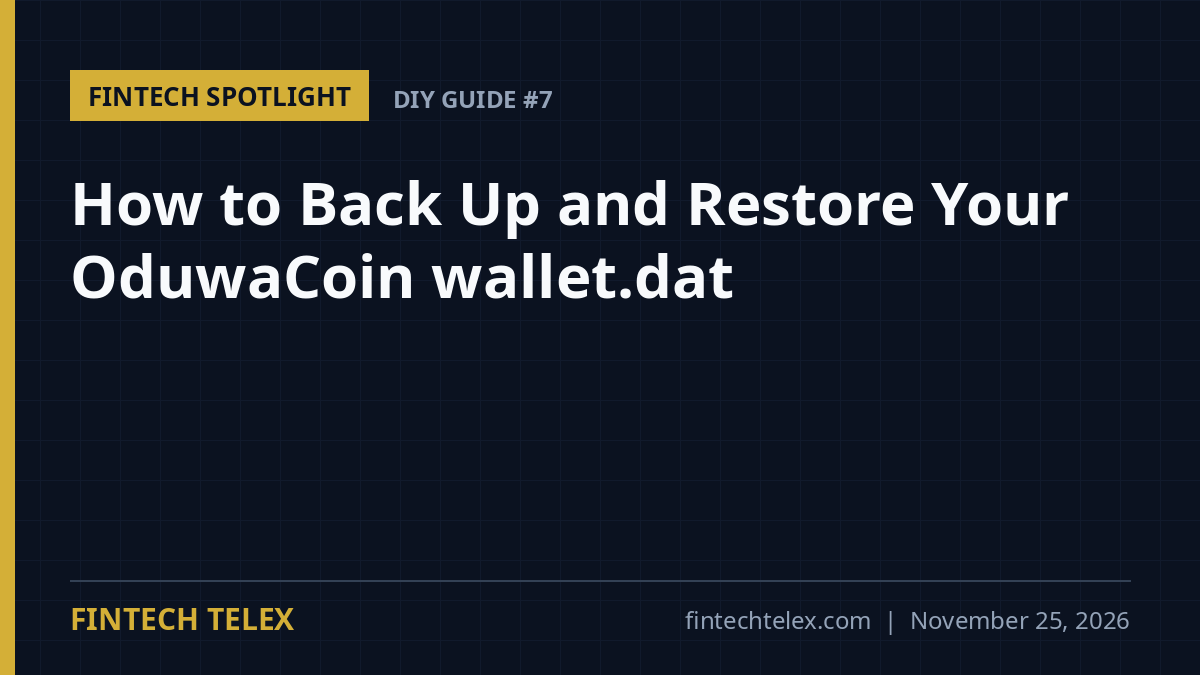 FINTECH SPOTLIGHT DIY GUIDE #7
How to Back Up and Restore Your
OduwaCoin wallet.dat
FINTECH TELEX fintechtelex.com | November 25, 2026